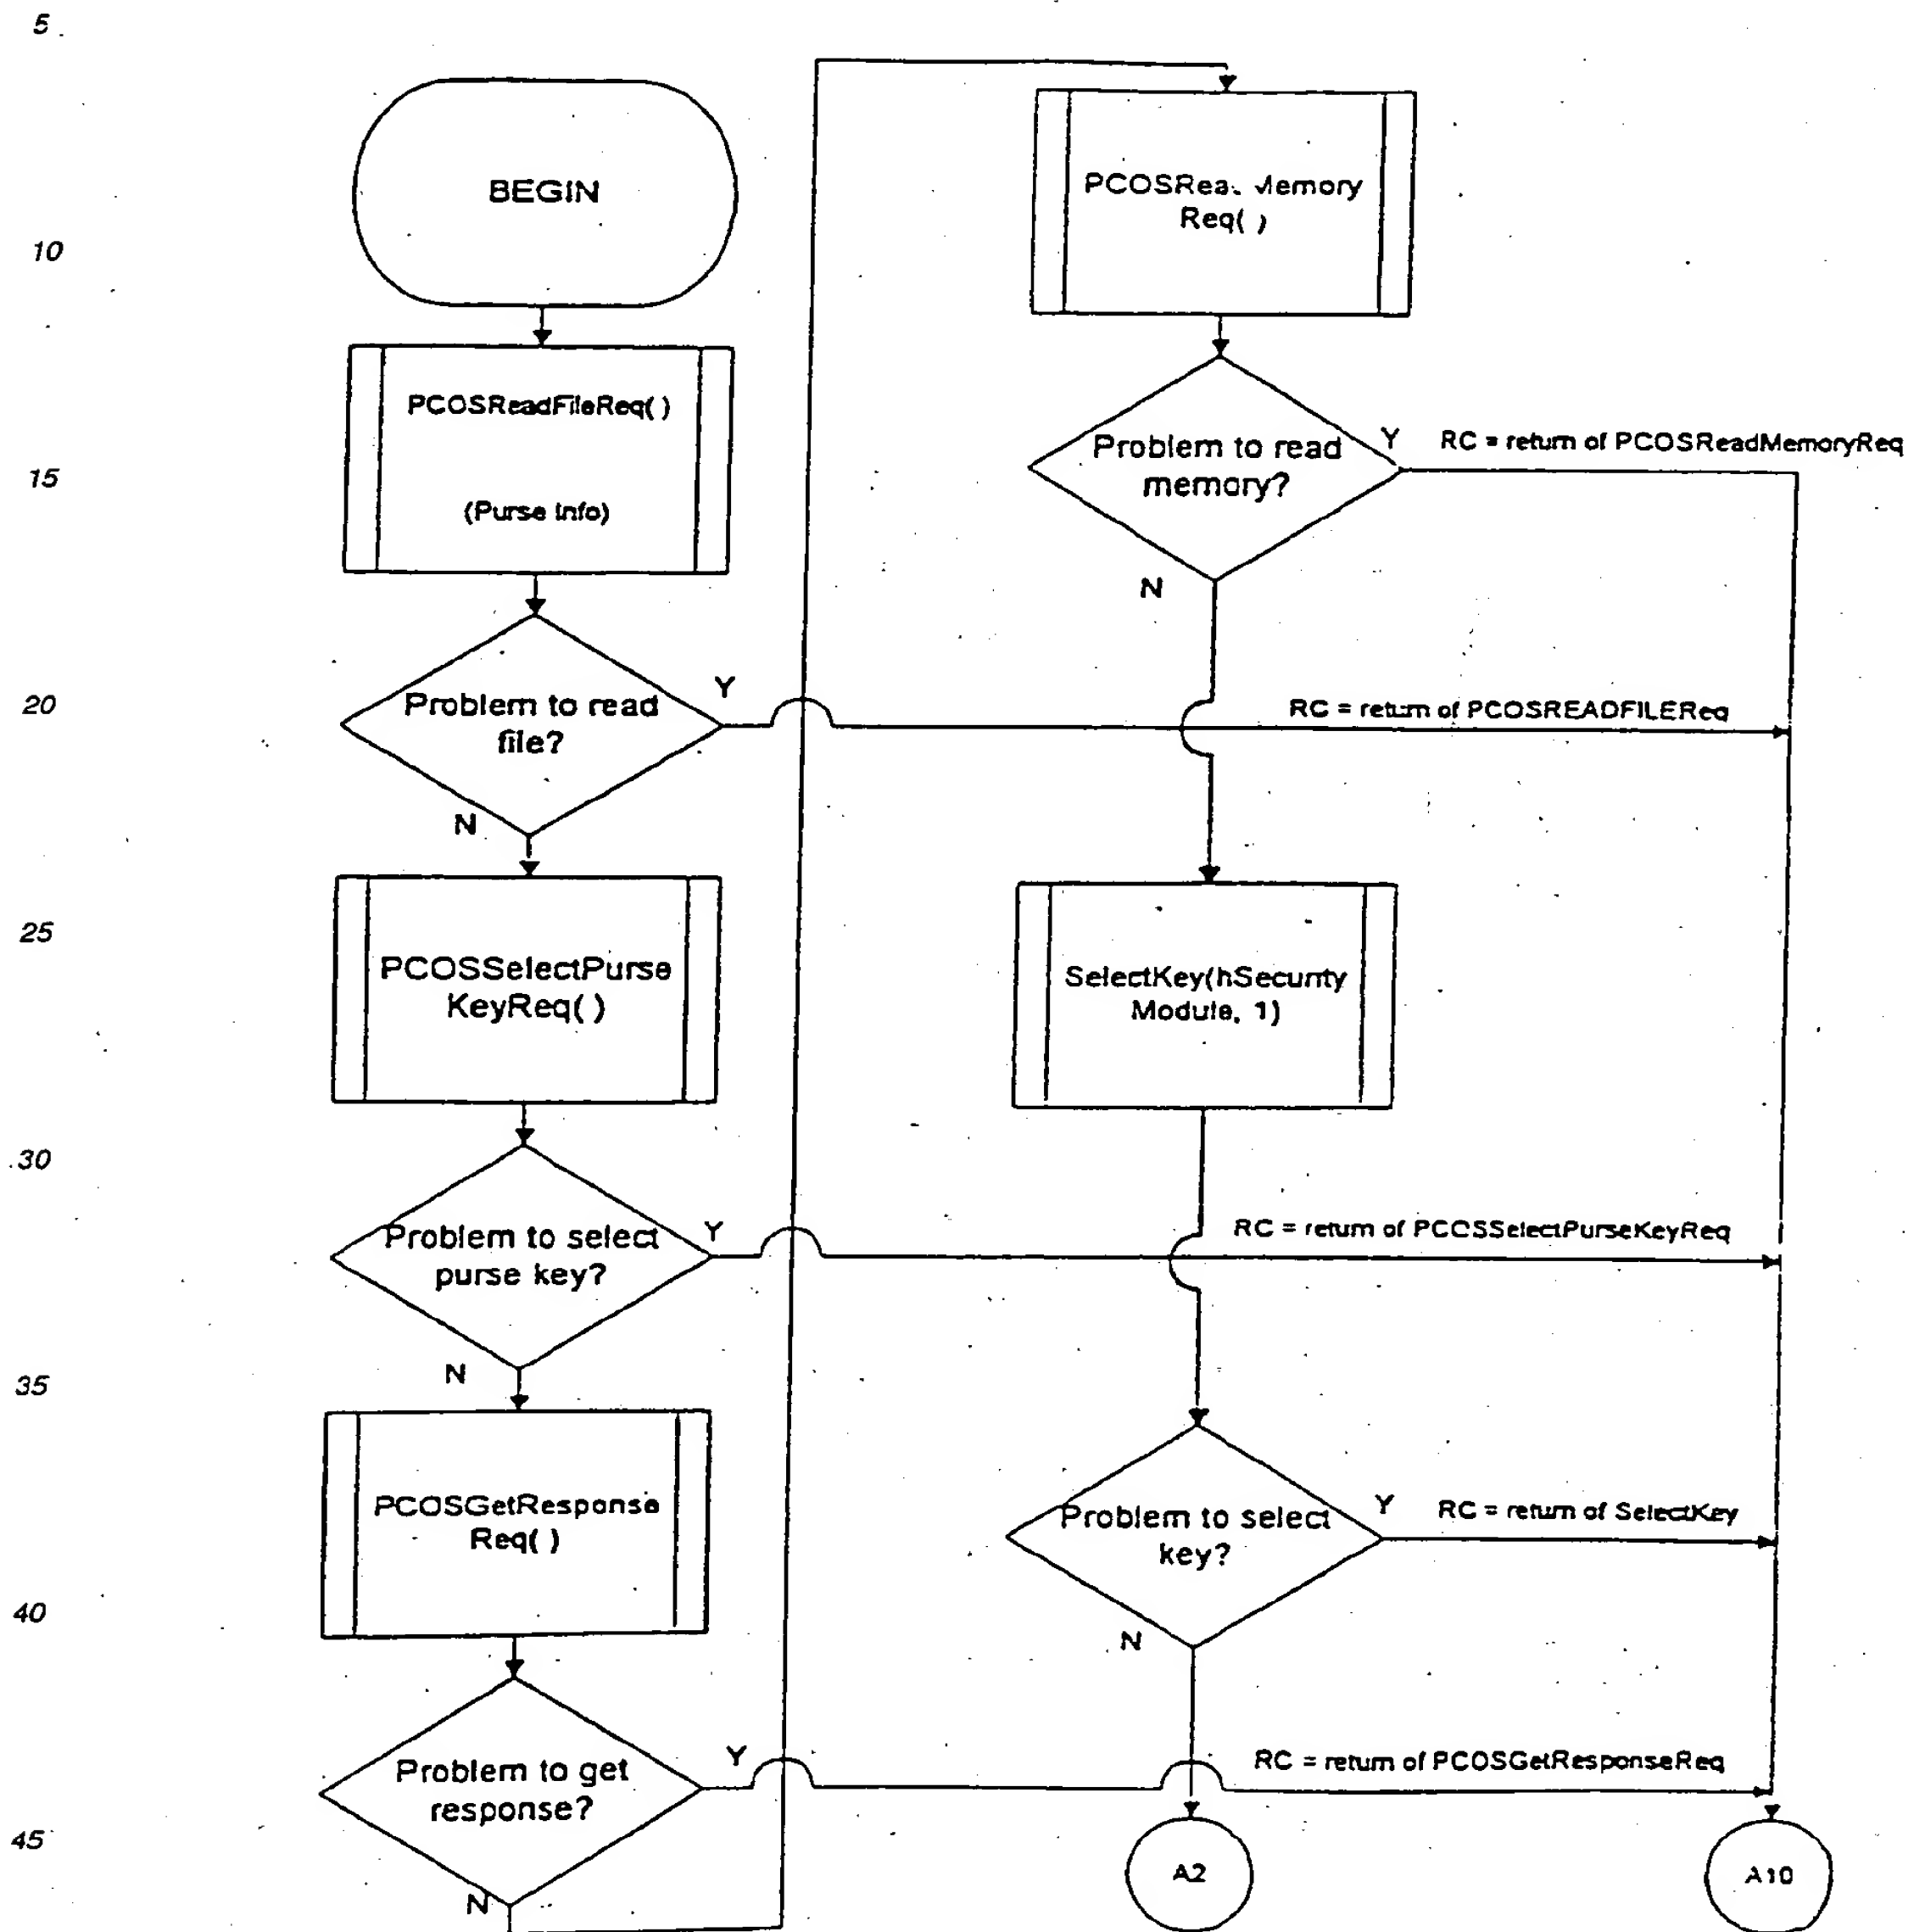 5
10
15
20
25
30
35
40
45
BEGIN
PCOSReadFileReq( )
(Purse Info)
Problem to read
file?
Y
RC = return of PCOSREADFILEReq
N
PCOSSelectPurse
KeyReq( )
Problem to select
purse key?
Y
RC = return of PCOSSelectPurseKeyReq
N
PCOSGetResponse
Req( )
Problem to get
response?
Y
RC = return of PCOSGetResponseReq
N
Req( )
Problem to read
memory?
Y
RC = return of PCOSReadMemoryReq
N
SelectKey(hSecurity
Module, 1)
Problem to select
key?
Y
RC = return of SelectKey
N
A2
A10